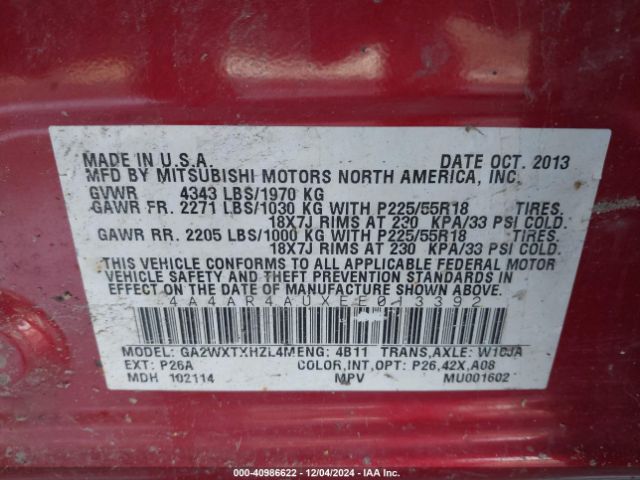 MADE IN U.S.A. DATE OCT. 2013
MFD BY MITSUBISHI MOTORS NORTH AMERICA, INC.
GVWR 4343 LBS/1970 KG
GAWR FR. 2271 LBS/1030 KG WITH P225/55R18 TIRES.
18X7J RIMS AT 230 KPA/33 PSI COLD.
GAWR RR. 2205 LBS/1000 KG WITH P225/55R18 TIRES.
18X7J RIMS AT 230 KPA/33 PSI COLD.
THIS VEHICLE CONFORMS TO ALL APPLICABLE FEDERAL MOTOR
VEHICLE SAFETY AND THEFT PREVENTION STANDARDS IN
EFFECT ON THE DATE OF MANUFACTURE SHOWN ABOVE.
4A4AR4AUXEE013392
MODEL: GA2WXTXHZL4M ENG: 4B11 TRANS,AXLE: W1CJA
EXT: P26A COLOR,INT,OPT: P26,42X,A08
MDH 102114 MPV MU001602
000-40986622 - 12/04/2024 - IAA Inc.